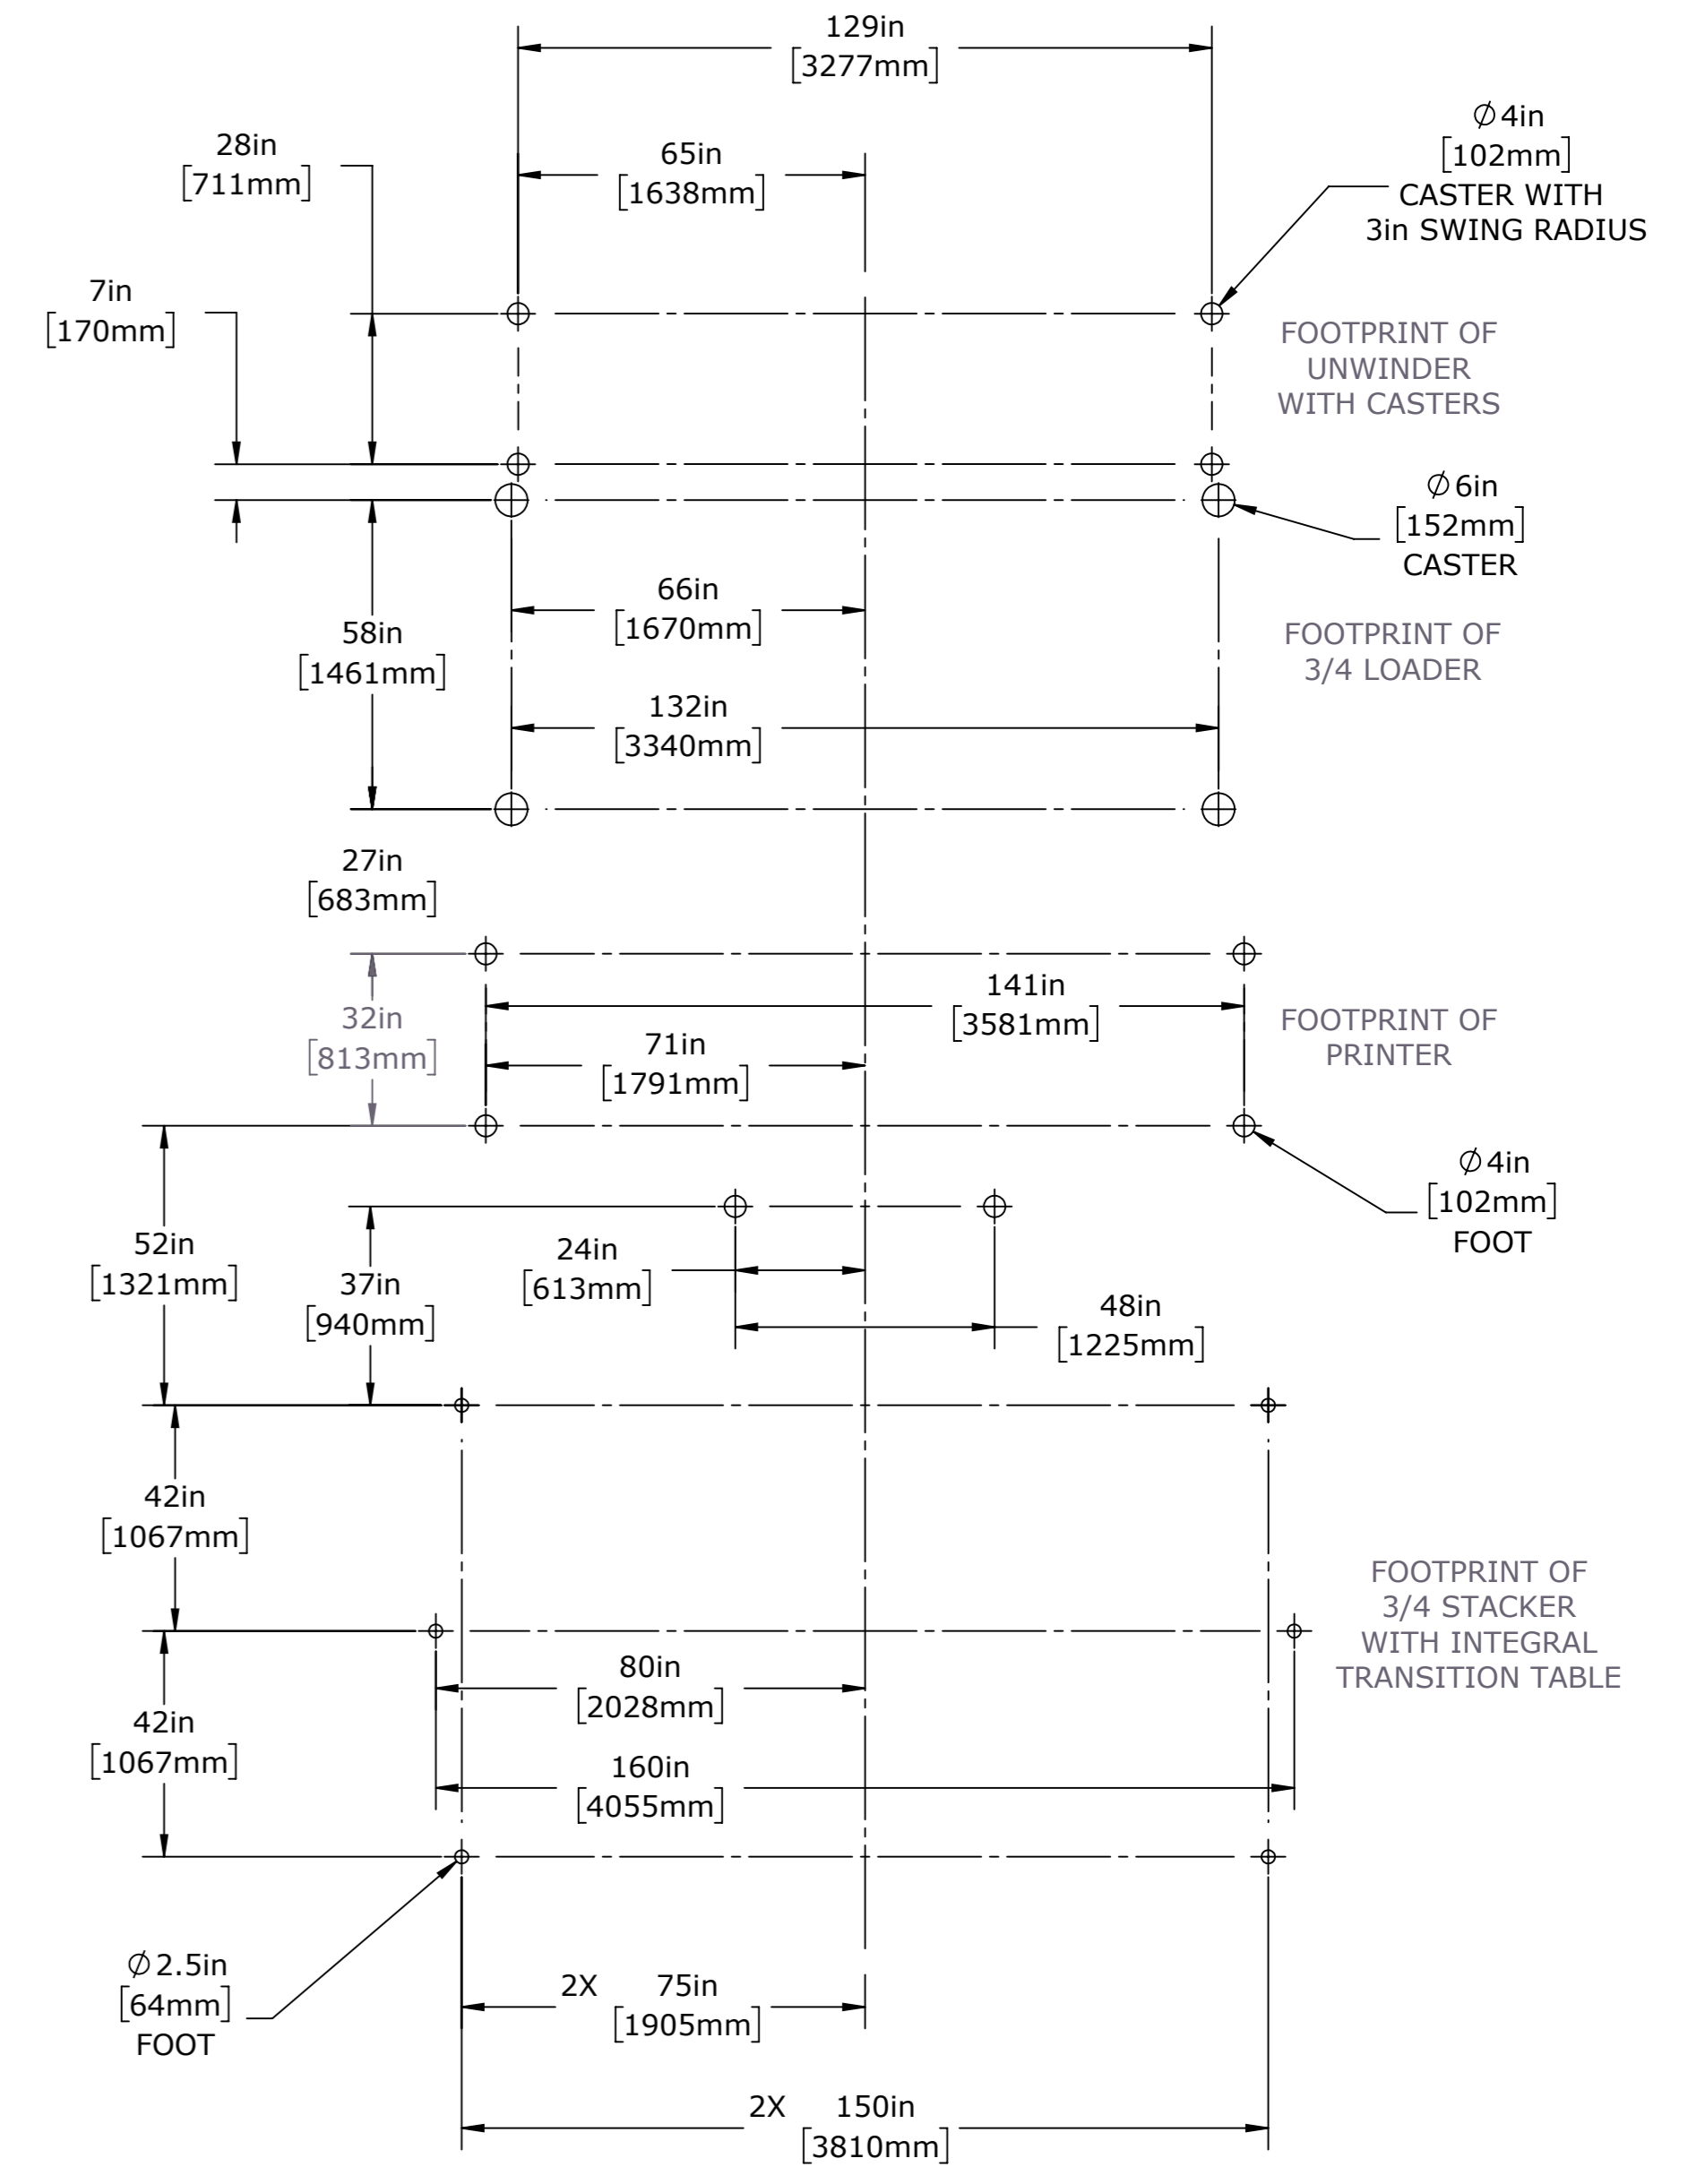 129in
[3277mm]
28in
[711mm]
65in
[1638mm]
∅4in
[102mm]
CASTER WITH
3in SWING RADIUS
7in
[170mm]
FOOTPRINT OF
UNWINDER
WITH CASTERS
∅6in
[152mm]
CASTER
66in
[1670mm]
58in
[1461mm]
FOOTPRINT OF
3/4 LOADER
132in
[3340mm]
27in
[683mm]
141in
[3581mm]
32in
[813mm]
FOOTPRINT OF
PRINTER
71in
[1791mm]
∅4in
[102mm]
FOOT
52in
[1321mm]
37in
[940mm]
24in
[613mm]
48in
[1225mm]
42in
[1067mm]
FOOTPRINT OF
3/4 STACKER
WITH INTEGRAL
TRANSITION TABLE
80in
[2028mm]
42in
[1067mm]
160in
[4055mm]
∅2.5in
[64mm]
FOOT
2X 75in
[1905mm]
2X 150in
[3810mm]